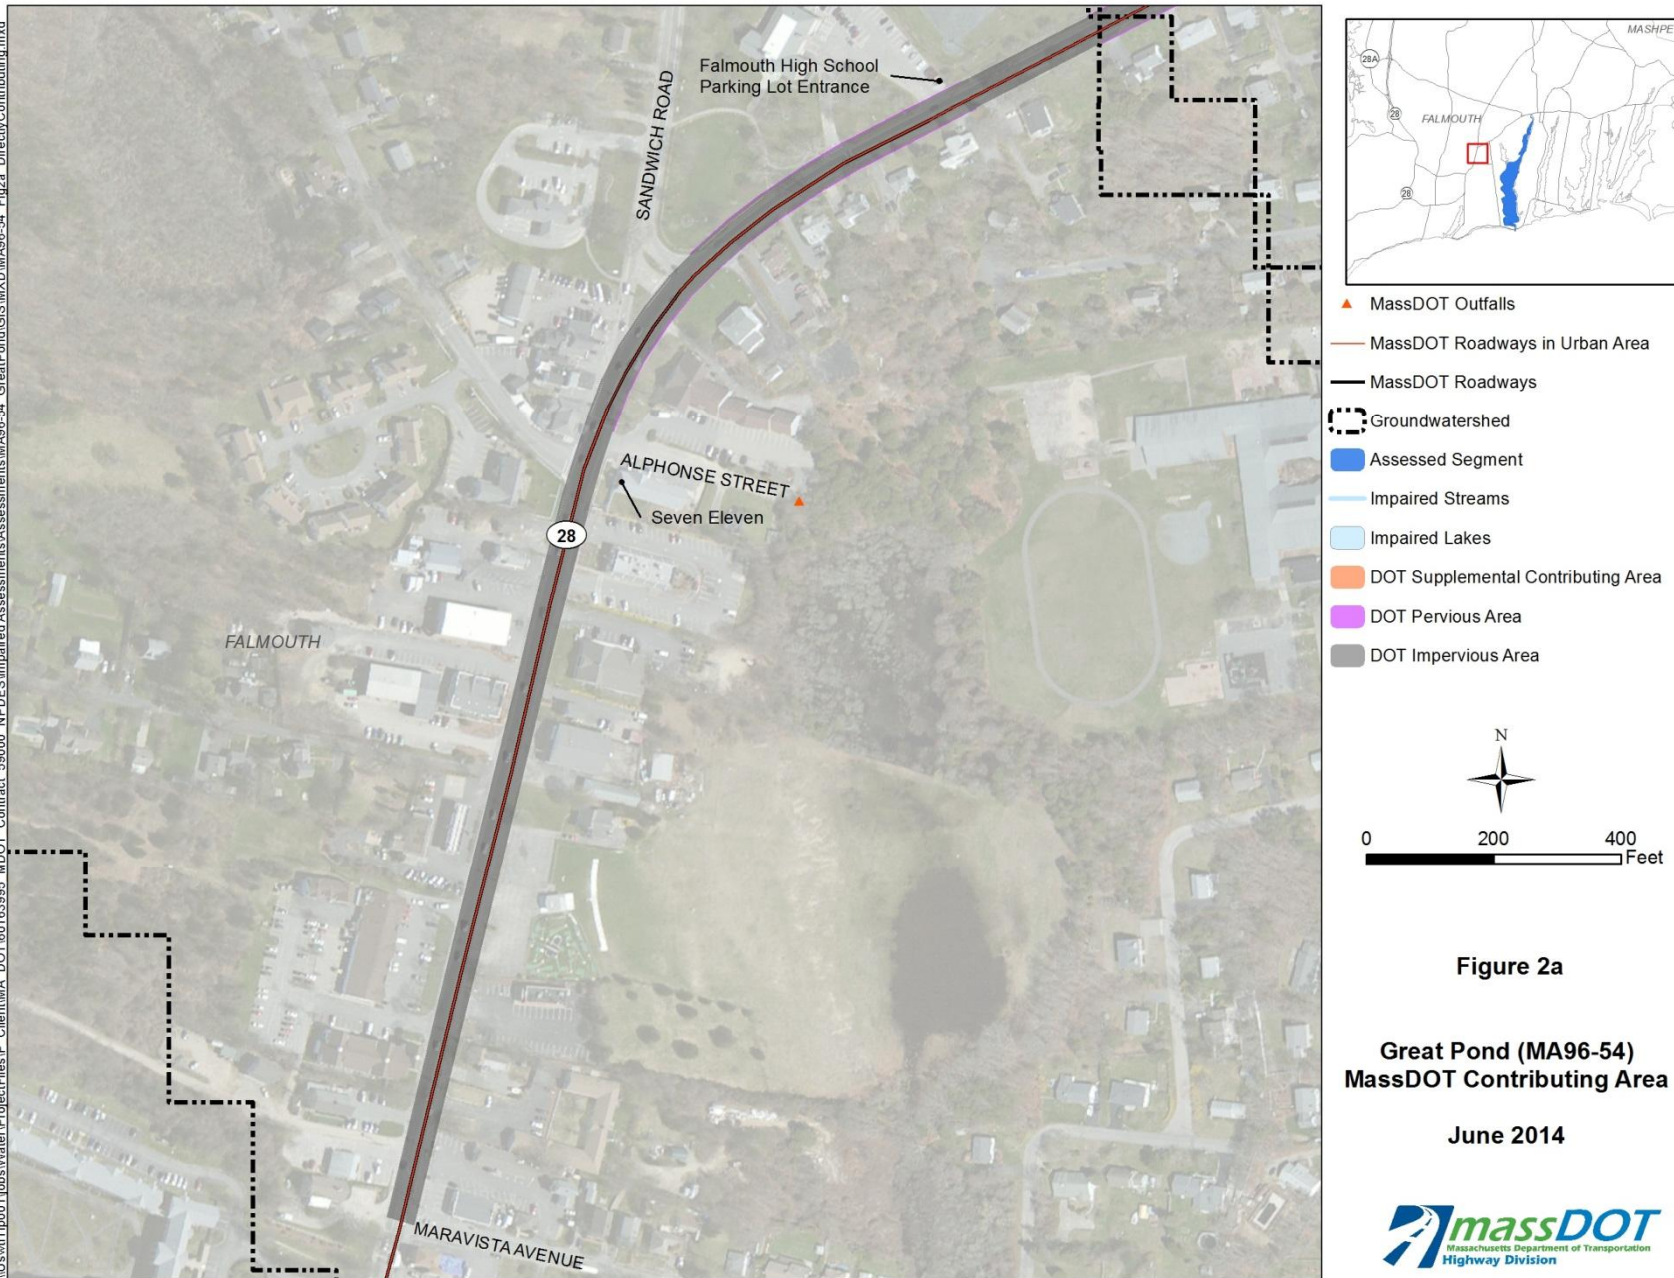 Falmouth High School
Parking Lot Entrance
SANDWICH ROAD
ALPHONSE STREET
Seven Eleven
28
FALMOUTH
MARAVISTA AVENUE
MASHPE
28A
28
FALMOUTH
28
MassDOT Outfalls
MassDOT Roadways in Urban Area
MassDOT Roadways
Groundwatershed
Assessed Segment
Impaired Streams
Impaired Lakes
DOT Supplemental Contributing Area
DOT Pervious Area
DOT Impervious Area
N
0 200 400
Feet
Figure 2a
Great Pond (MA96-54)
MassDOT Contributing Area
June 2014
massDOT
Massachusetts Department of Transportation
Highway Division